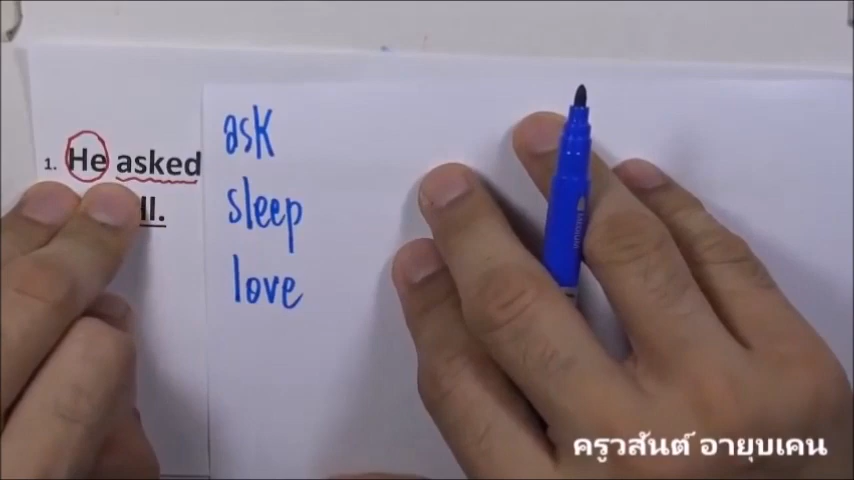 1. He asked
ll.
ask
sleep
love
ครูวสันต์ อายุบเคน